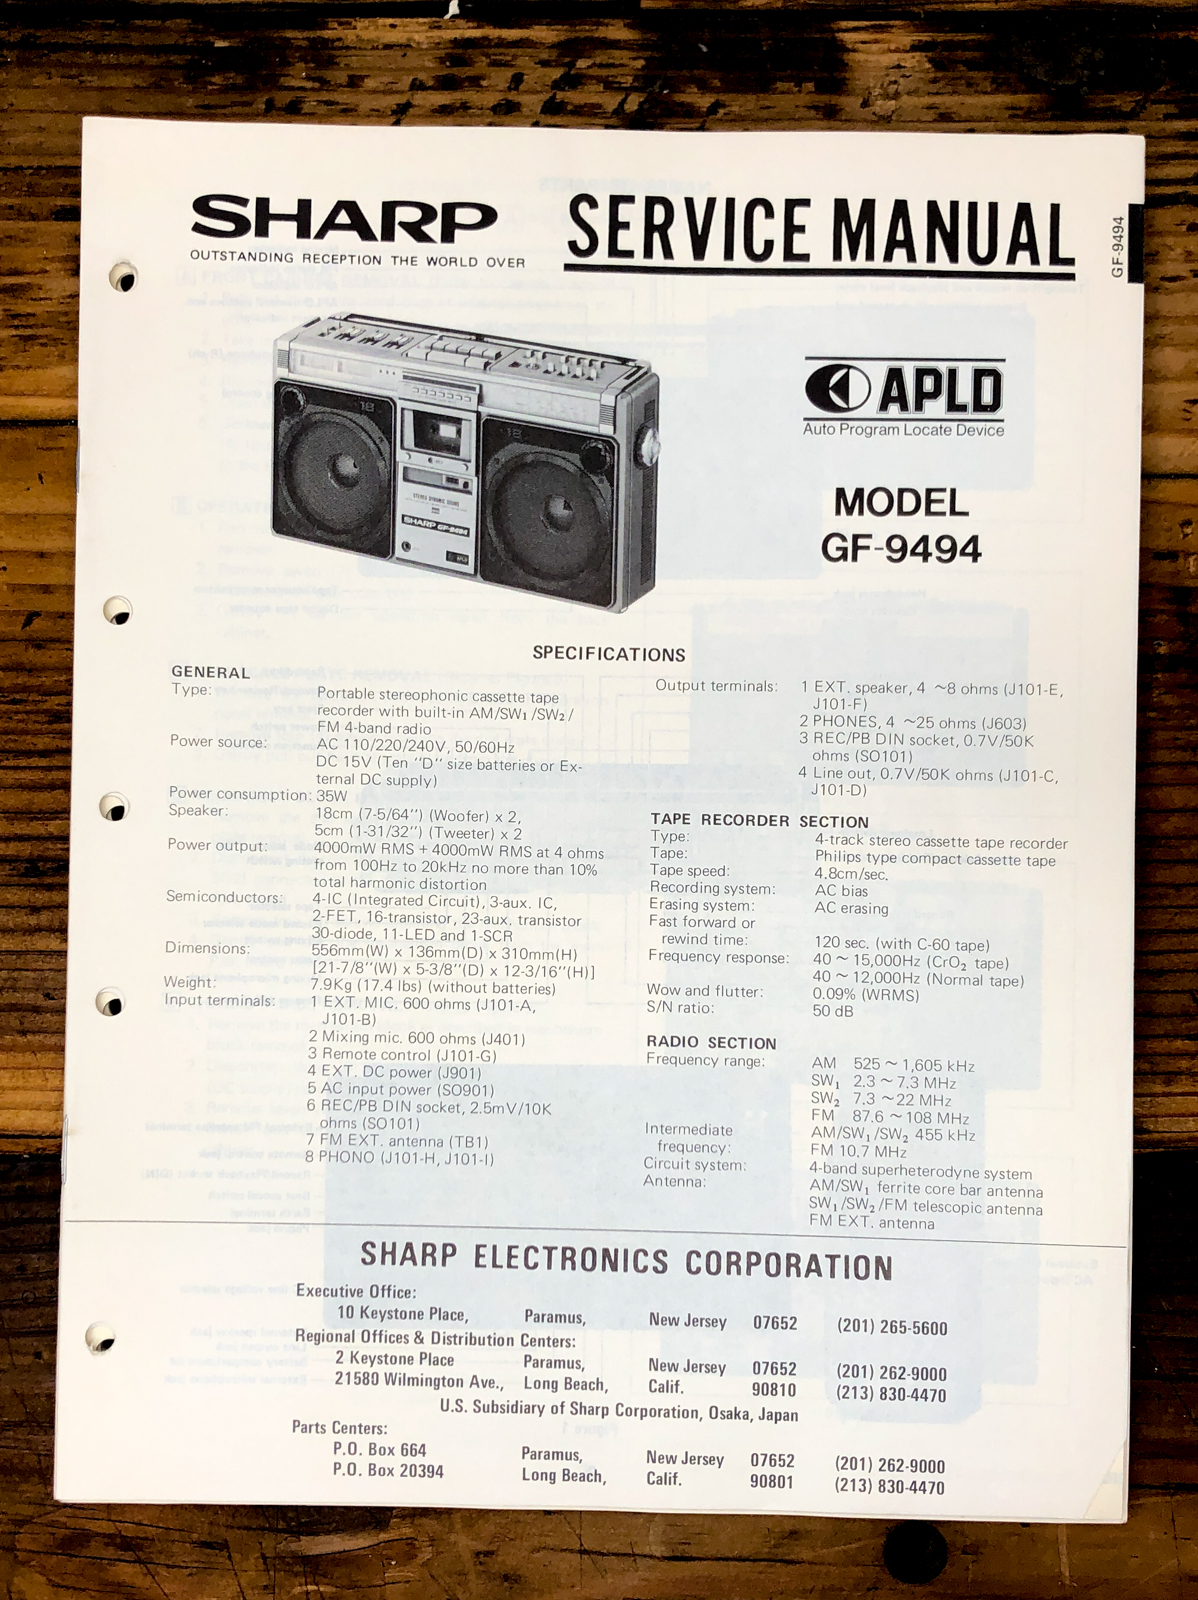 SHARP
OUTSTANDING RECEPTION THE WORLD OVER
SERVICE MANUAL
GF-9494
APLD
Auto Program Locate Device
MODEL
GF-9494
18
18
STEREO DYNAMIC SOUND
SHARP GF-9494
SPECIFICATIONS
GENERAL
Type: Portable stereophonic cassette tape
recorder with built-in AM/SW1/SW2/
FM 4-band radio
Power source: AC 110/220/240V, 50/60Hz
DC 15V (Ten "D" size batteries or Ex-
ternal DC supply)
Power consumption: 35W
Speaker: 18cm (7-5/64") (Woofer) x 2,
5cm (1-31/32") (Tweeter) x 2
Power output: 4000mW RMS + 4000mW RMS at 4 ohms
from 100Hz to 20kHz no more than 10%
total harmonic distortion
Semiconductors: 4-IC (Integrated Circuit), 3-aux. IC,
2-FET, 16-transistor, 23-aux. transistor
30-diode, 11-LED and 1-SCR
Dimensions: 556mm(W) x 136mm(D) x 310mm(H)
[21-7/8"(W) x 5-3/8"(D) x 12-3/16"(H)]
Weight: 7.9Kg (17.4 lbs) (without batteries)
Input terminals: 1 EXT. MIC. 600 ohms (J101-A,
J101-B)
2 Mixing mic. 600 ohms (J401)
3 Remote control (J101-G)
4 EXT. DC power (J901)
5 AC input power (SO901)
6 REC/PB DIN socket, 2.5mV/10K
ohms (SO101)
7 FM EXT. antenna (TB1)
8 PHONO (J101-H, J101-I)
Output terminals: 1 EXT. speaker, 4 ~8 ohms (J101-E,
J101-F)
2 PHONES, 4 ~25 ohms (J603)
3 REC/PB DIN socket, 0.7V/50K
ohms (SO101)
4 Line out, 0.7V/50K ohms (J101-C,
J101-D)
TAPE RECORDER SECTION
Type: 4-track stereo cassette tape recorder
Tape: Philips type compact cassette tape
Tape speed: 4.8cm/sec.
Recording system: AC bias
Erasing system: AC erasing
Fast forward or
rewind time: 120 sec. (with C-60 tape)
Frequency response: 40 ~ 15,000Hz (CrO2 tape)
40 ~ 12,000Hz (Normal tape)
Wow and flutter: 0.09% (WRMS)
S/N ratio: 50 dB
RADIO SECTION
Frequency range: AM 525 ~ 1,605 kHz
SW1 2.3 ~ 7.3 MHz
SW2 7.3 ~ 22 MHz
FM 87.6 ~ 108 MHz
Intermediate AM/SW1/SW2 455 kHz
frequency: FM 10.7 MHz
Circuit system: 4-band superheterodyne system
Antenna: AM/SW1 ferrite core bar antenna
SW1/SW2/FM telescopic antenna
FM EXT. antenna
SHARP ELECTRONICS CORPORATION
Executive Office:
10 Keystone Place, Paramus, New Jersey 07652 (201) 265-5600
Regional Offices & Distribution Centers:
2 Keystone Place Paramus, New Jersey 07652 (201) 262-9000
21580 Wilmington Ave., Long Beach, Calif. 90810 (213) 830-4470
U.S. Subsidiary of Sharp Corporation, Osaka, Japan
Parts Centers:
P.O. Box 664 Paramus, New Jersey 07652 (201) 262-9000
P.O. Box 20394 Long Beach, Calif. 90801 (213) 830-4470